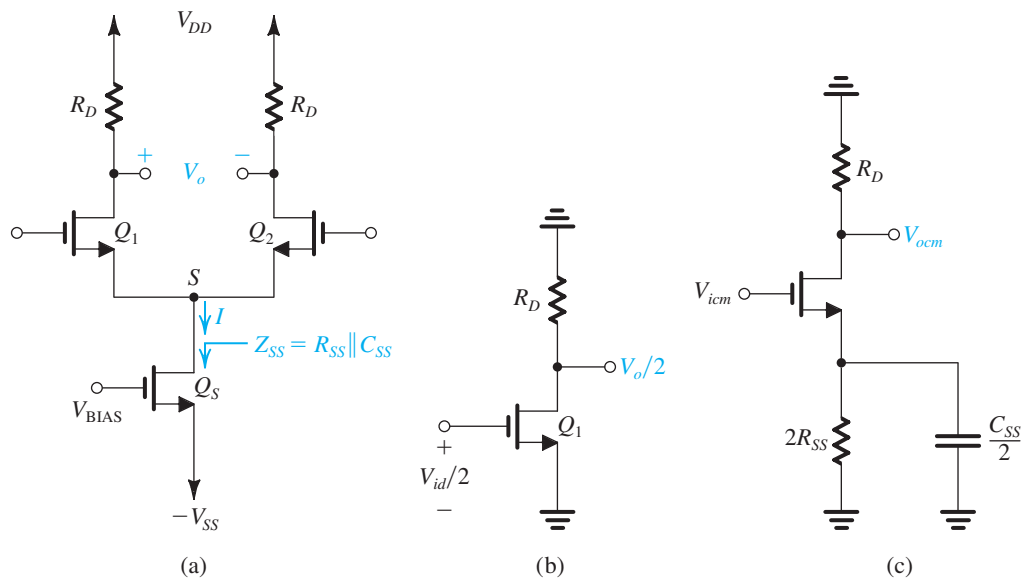 V_DD
R_D
R_D
+ V_o −
Q_1
Q_2
S
I
Z_SS = R_SS ∥ C_SS
Q_S
V_BIAS
−V_SS
(a)
R_D
V_o/2
Q_1
+
V_id/2
−
(b)
R_D
V_ocm
V_icm
2R_SS
C_SS/2
(c)